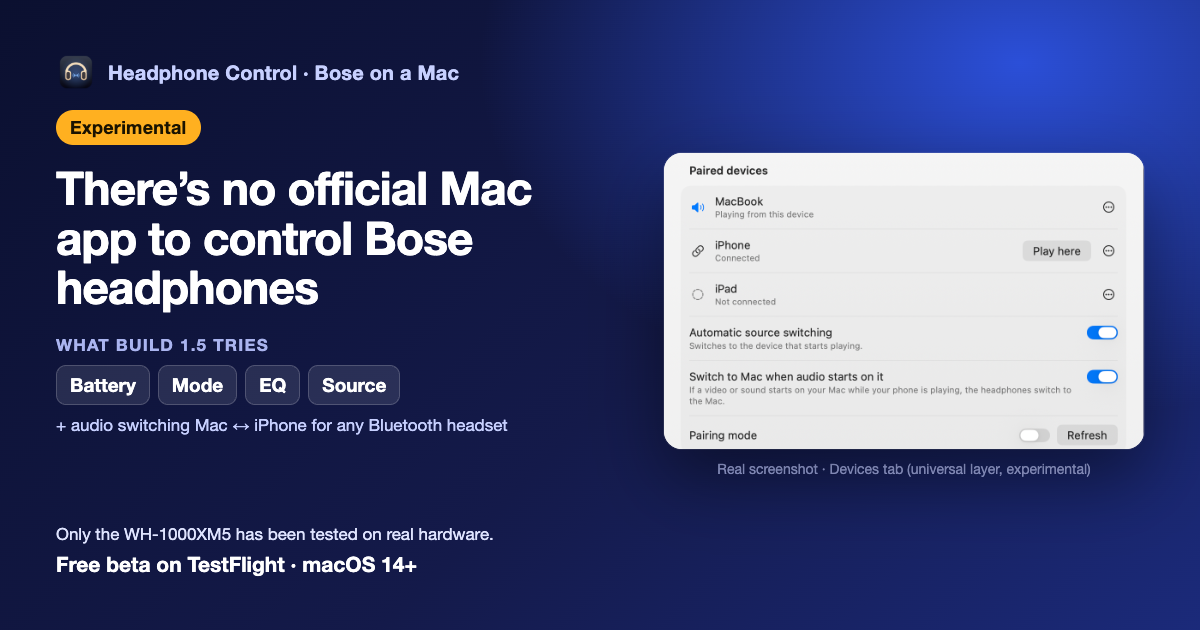 Headphone Control · Bose on a Mac
Experimental
There’s no official Mac
app to control Bose
headphones
WHAT BUILD 1.5 TRIES
Battery
Mode
EQ
Source
+ audio switching Mac ↔ iPhone for any Bluetooth headset
Only the WH-1000XM5 has been tested on real hardware.
Free beta on TestFlight · macOS 14+
Paired devices
MacBook
Playing from this device
iPhone
Connected
Play here
iPad
Not connected
Automatic source switching
Switches to the device that starts playing.
Switch to Mac when audio starts on it
If a video or sound starts on your Mac while your phone is playing, the headphones switch to
the Mac.
Pairing mode
Refresh
Real screenshot · Devices tab (universal layer, experimental)